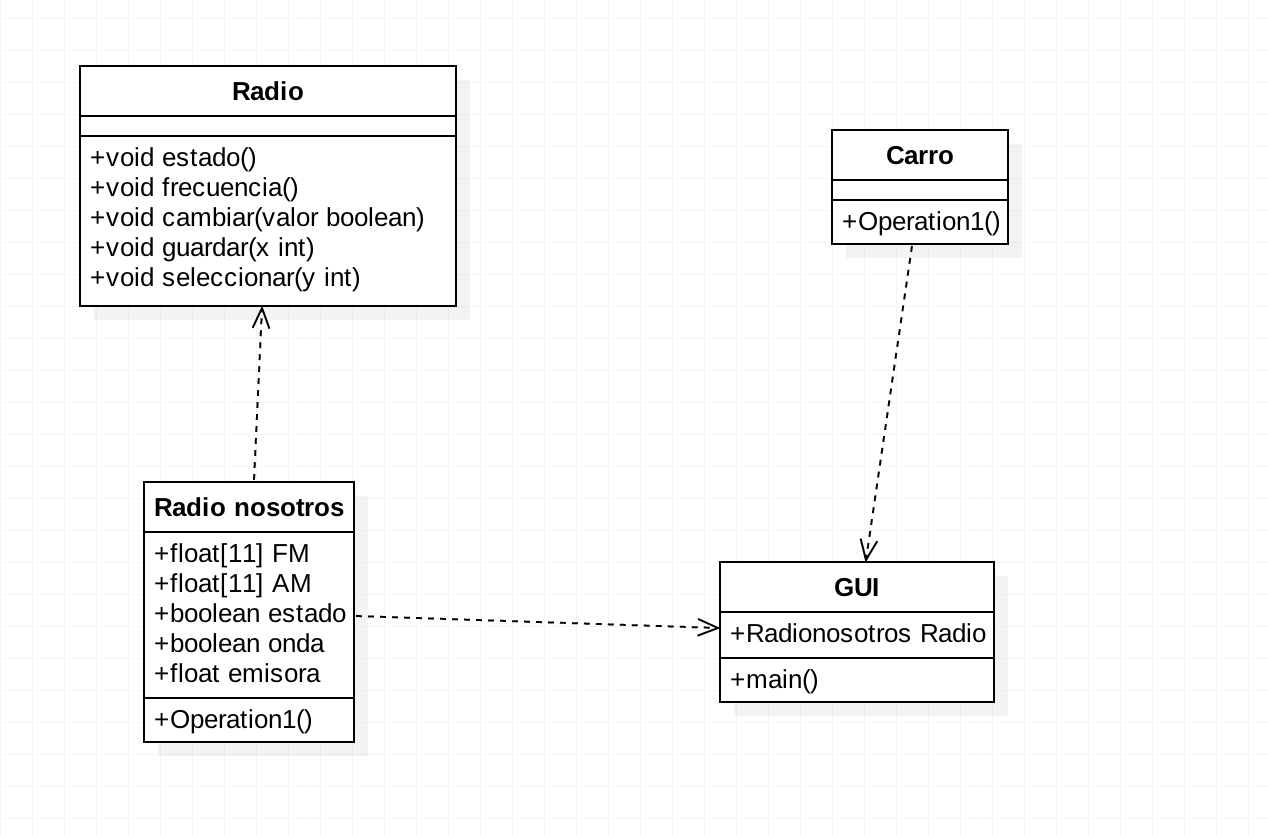 Radio
+void estado()
+void frecuencia()
+void cambiar(valor boolean)
+void guardar(x int)
+void seleccionar(y int)
Carro
+Operation1()
Radio nosotros
+float[11] FM
+float[11] AM
+boolean estado
+boolean onda
+float emisora
+Operation1()
GUI
+Radionosotros Radio
+main()